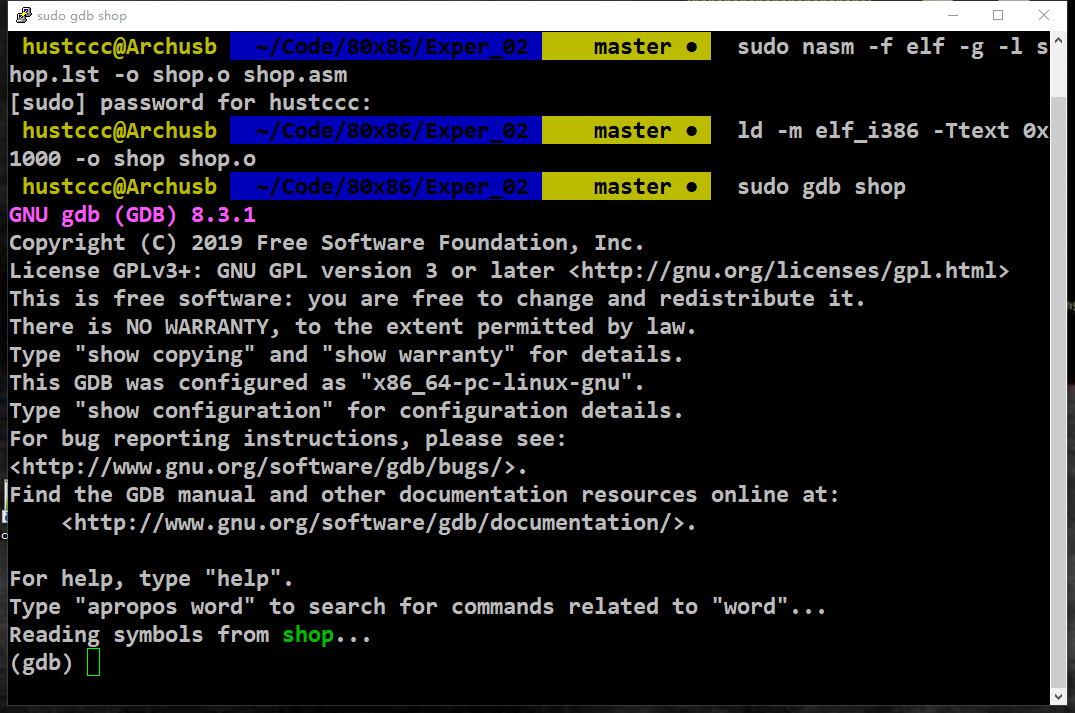 sudo gdb shop
hustccc@Archusb ~/Code/80x86/Exper_02 master ● sudo nasm -f elf -g -l s
hop.lst -o shop.o shop.asm
[sudo] password for hustccc:
hustccc@Archusb ~/Code/80x86/Exper_02 master ● ld -m elf_i386 -Ttext 0x
1000 -o shop shop.o
hustccc@Archusb ~/Code/80x86/Exper_02 master ● sudo gdb shop
GNU gdb (GDB) 8.3.1
Copyright (C) 2019 Free Software Foundation, Inc.
License GPLv3+: GNU GPL version 3 or later <http://gnu.org/licenses/gpl.html>
This is free software: you are free to change and redistribute it.
There is NO WARRANTY, to the extent permitted by law.
Type "show copying" and "show warranty" for details.
This GDB was configured as "x86_64-pc-linux-gnu".
Type "show configuration" for configuration details.
For bug reporting instructions, please see:
<http://www.gnu.org/software/gdb/bugs/>.
Find the GDB manual and other documentation resources online at:
    <http://www.gnu.org/software/gdb/documentation/>.
For help, type "help".
Type "apropos word" to search for commands related to "word"...
Reading symbols from shop...
(gdb)